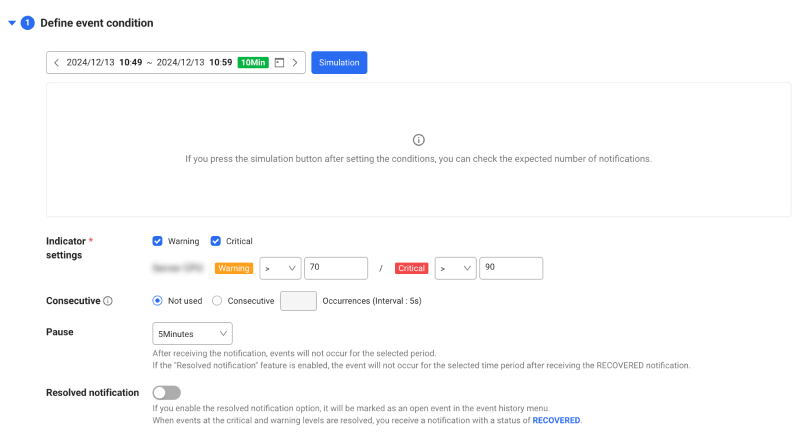 1 Define event condition
2024/12/13 10:49 ~ 2024/12/13 10:59 10Min Simulation
If you press the simulation button after setting the conditions, you can check the expected number of notifications.
Indicator * Warning Critical
settings
Warning > 70 / Critical > 90
Consecutive Not used Consecutive Occurrences (Interval : 5s)
Pause 5Minutes
After receiving the notification, events will not occur for the selected period.
If the "Resolved notification" feature is enabled, the event will not occur for the selected time period after receiving the RECOVERED notification.
Resolved notification
If you enable the resolved notification option, it will be marked as an open event in the event history menu.
When events at the critical and warning levels are resolved, you receive a notification with a status of RECOVERED.